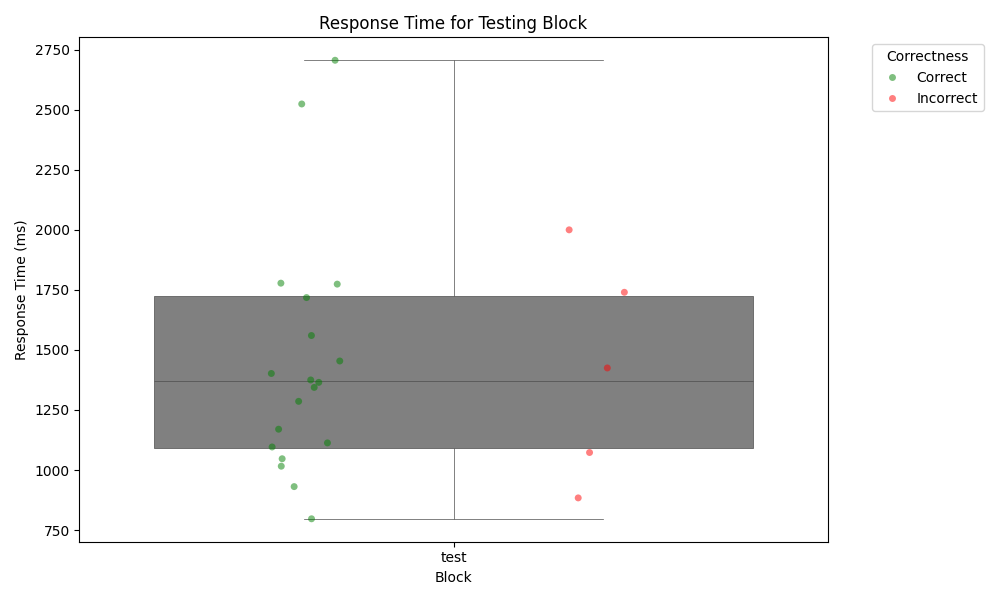 Response Time for Testing Block
Correctness
Correct
Incorrect
Response Time (ms)
2750
2500
2250
2000
1750
1500
1250
1000
750
test
Block